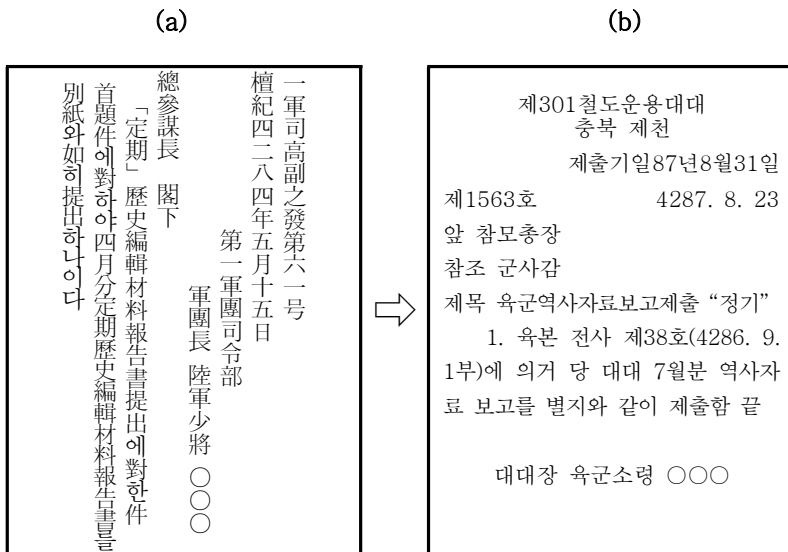 (a)
一軍司高副之發第六一号
檀紀四二八四年五月十五日
第一軍團司令部
軍團長 陸軍少將 ○○○
總參謀長 閣下
「定期」歷史編輯材料報告書提出에對한件
首題件에對하야四月分定期歷史編輯材料報告書를
別紙와如히提出하나이다
(b)
제301철도운용대대
충북 제천
제출기일87년8월31일
제1563호 4287. 8. 23
앞 참모총장
참조 군사감
제목 육군역사자료보고제출 “정기”
1. 육본 전사 제38호(4286. 9.
1부)에 의거 당 대대 7월분 역사자
료 보고를 별지와 같이 제출함 끝
대대장 육군소령 ○○○